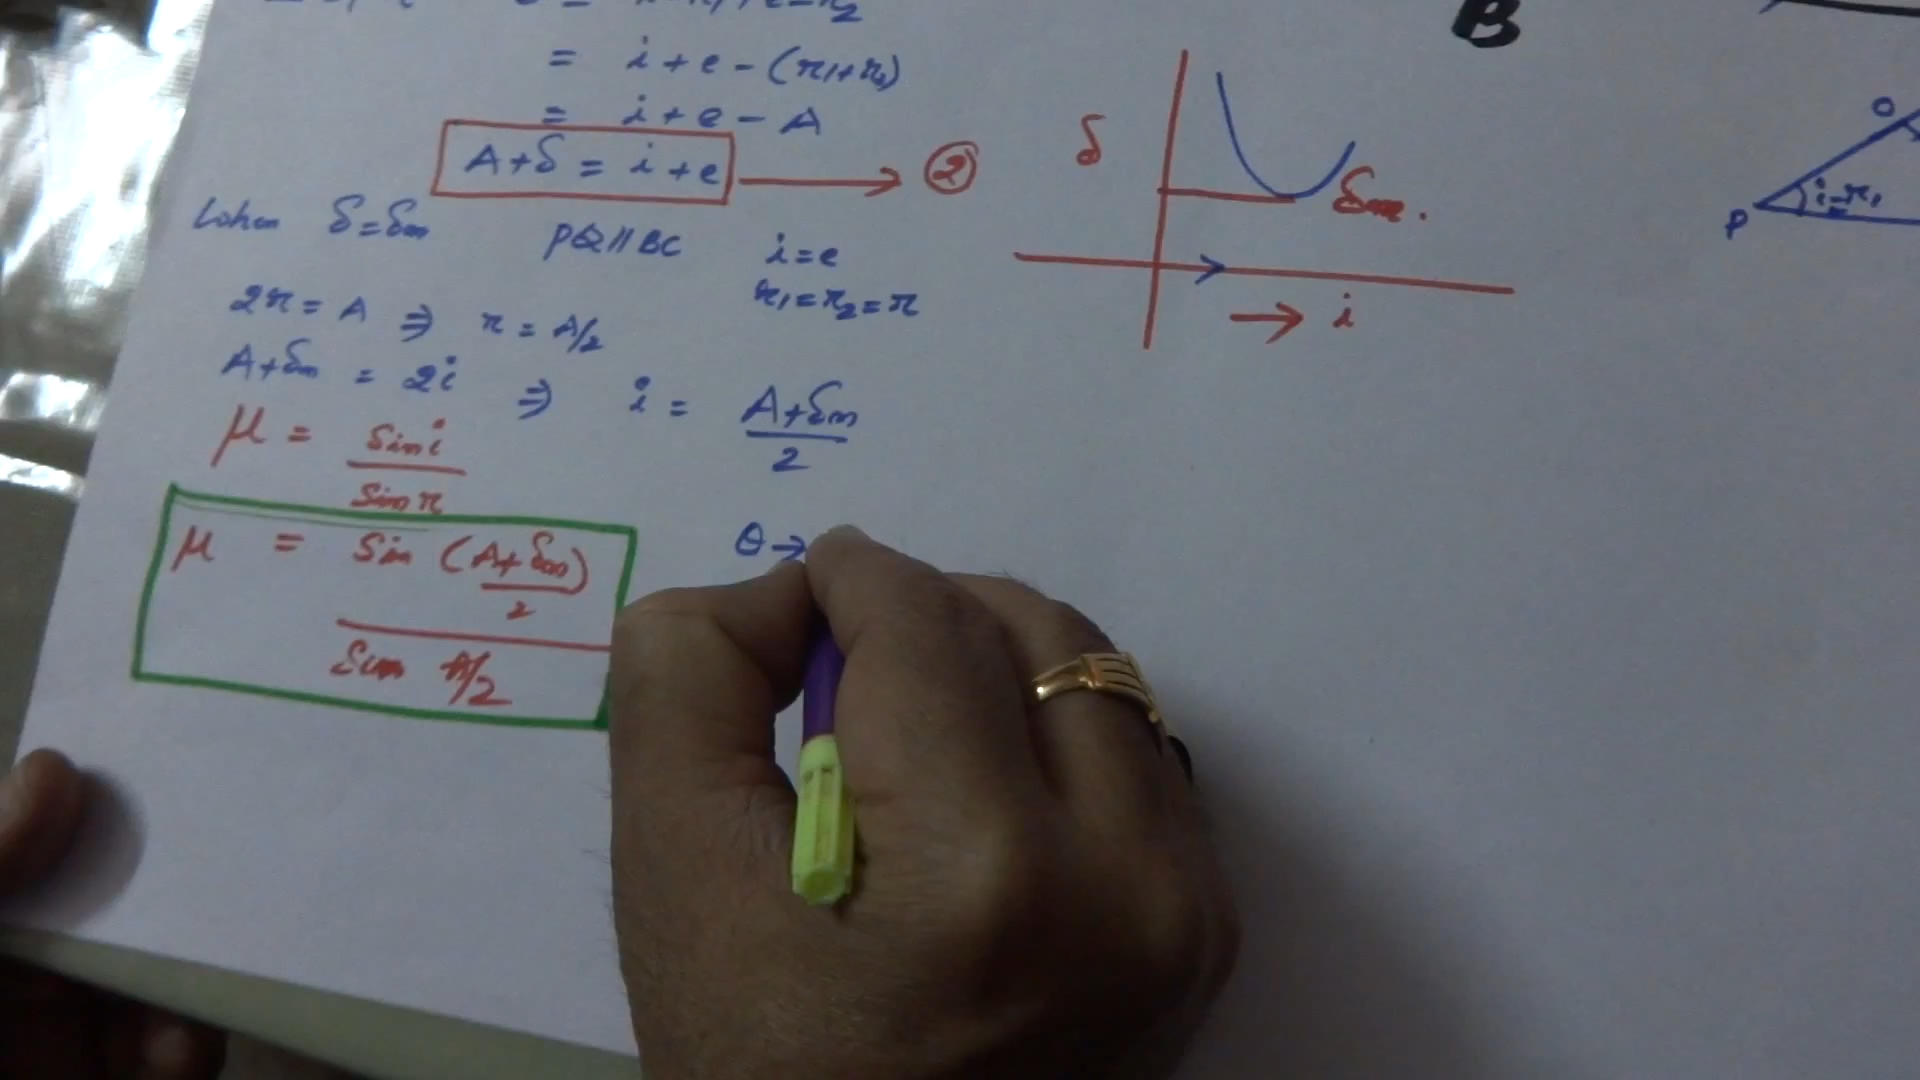 = i + e - (r₁+r₂)
= i + e - A
A+δ = i + e → ②
When δ=δm PQ∥BC i=e
r₁=r₂=r
2r = A ⇒ r = A/2
A+δm = 2i ⇒ i = A+δm / 2
μ = sin i / sin r
μ = Sin (A+δm / 2) / Sin A/2
θ →
δ
δm.
→ i
B
O
P i-r₁